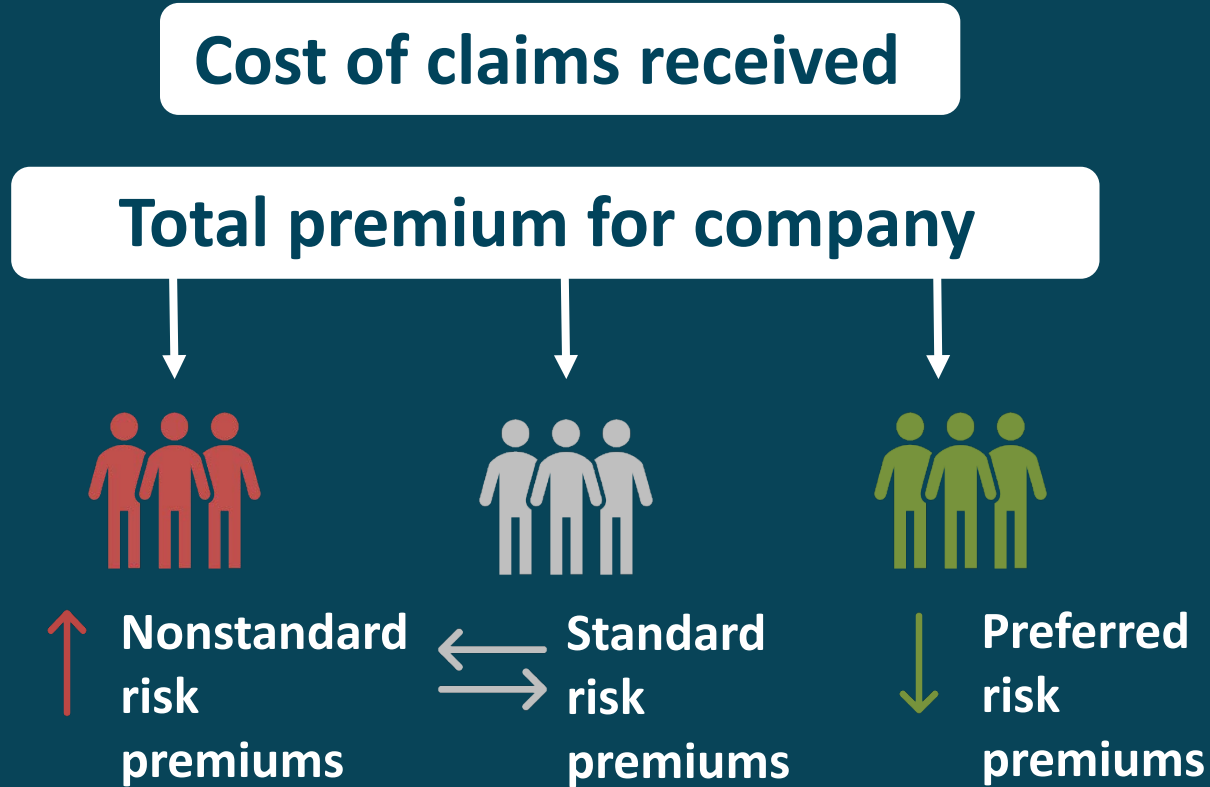 Cost of claims received
Total premium for company
Nonstandard
risk
premiums
Standard
risk
premiums
Preferred
risk
premiums